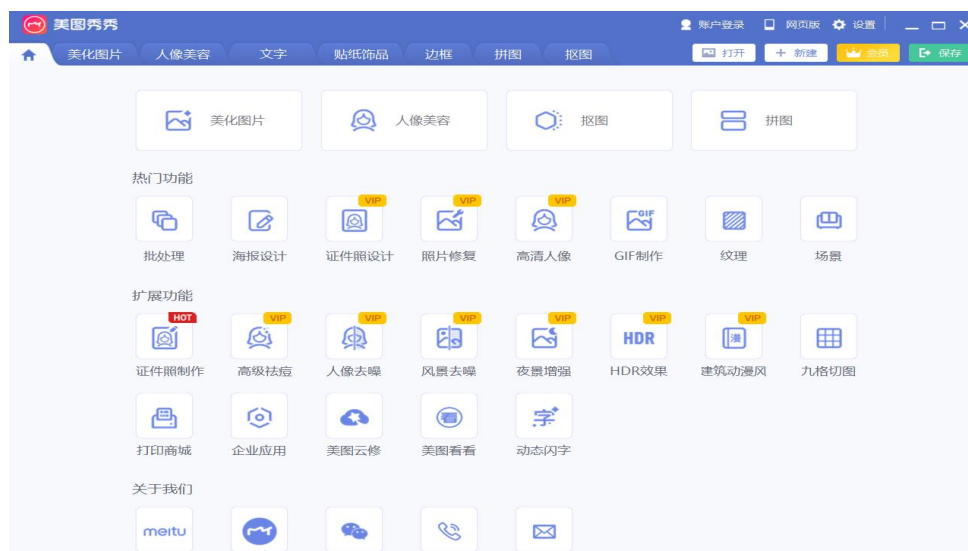 美图秀秀 账户登录 网页版 设置
美化图片 人像美容 文字 贴纸饰品 边框 拼图 抠图 打开 新建 会员 保存
美化图片 人像美容 抠图 拼图
热门功能
VIP VIP VIP
GIF
批处理 海报设计 证件照设计 照片修复 高清人像 GIF制作 纹理 场景
扩展功能
HOT VIP VIP VIP VIP VIP VIP
HDR 漫
证件照制作 高级祛痘 人像去噪 风景去噪 夜景增强 HDR效果 建筑动漫风 九格切图
看 字
打印商城 企业应用 美图云修 美图看看 动态闪字
关于我们
meitu